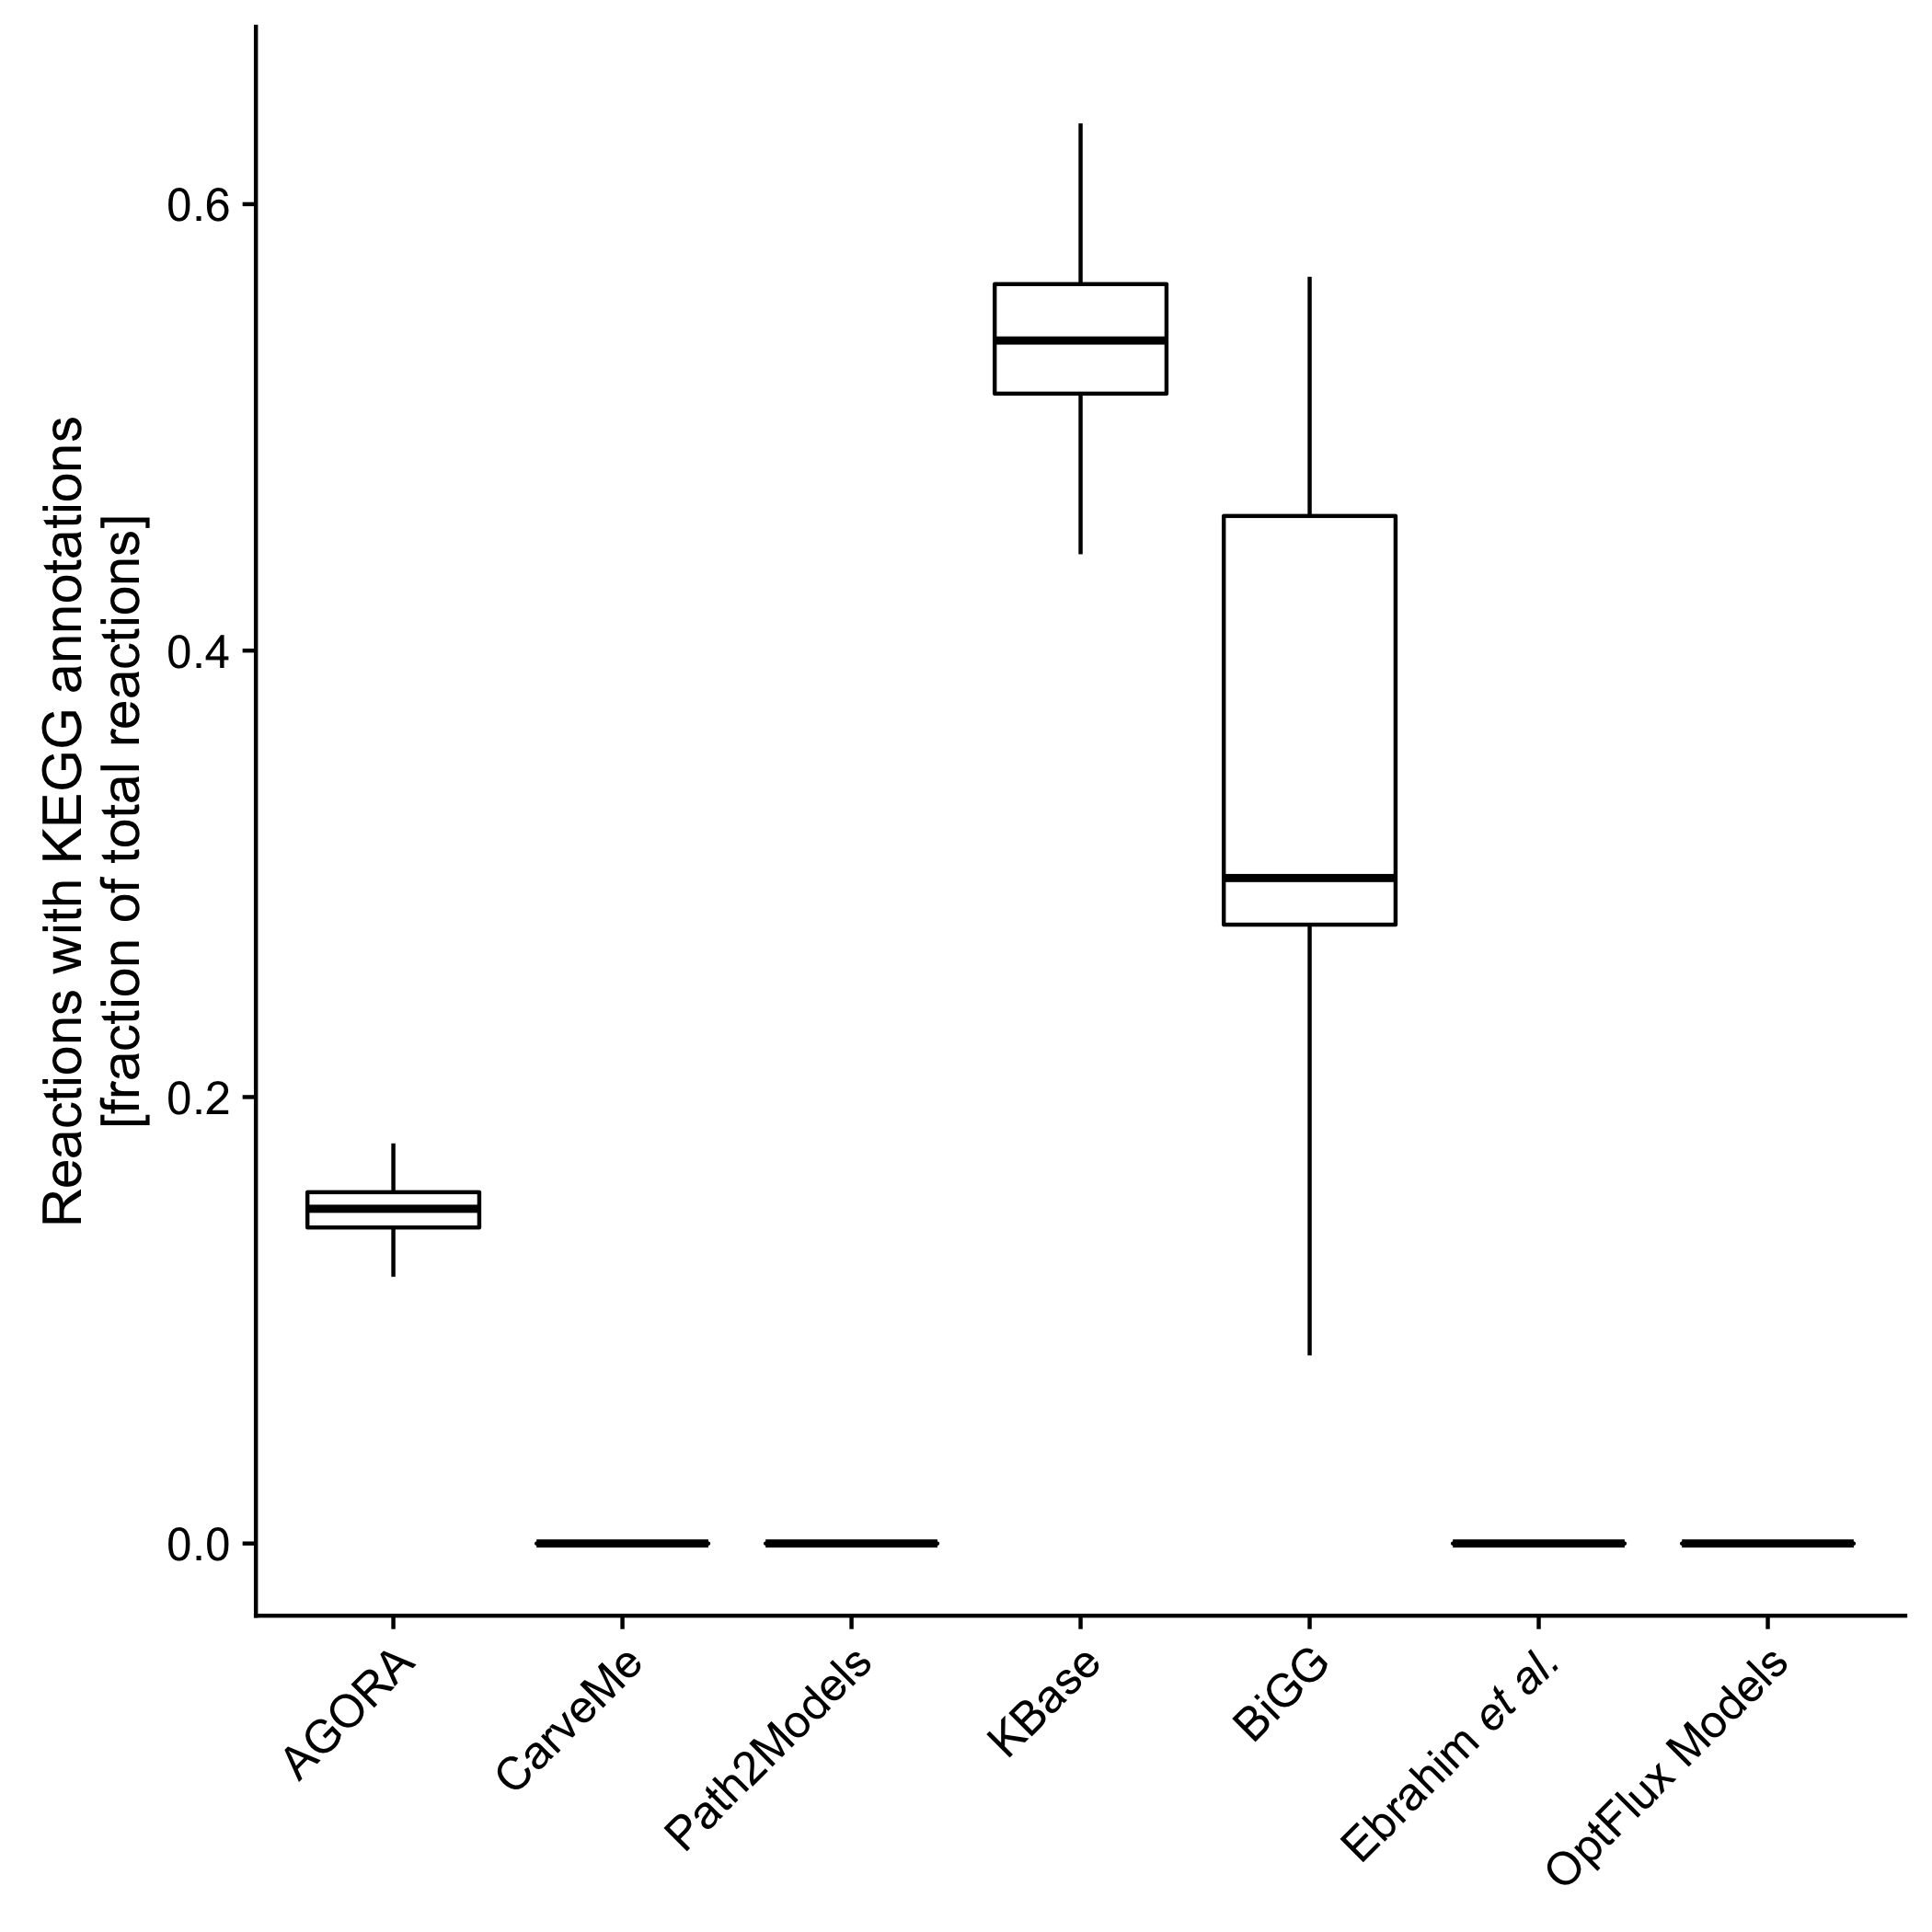 Reactions with KEGG annotations
[fraction of total reactions]
0.6
0.4
0.2
0.0
AGORA
CarveMe
Path2Models
KBase
BiGG
Ebrahim et al.
OptFlux Models